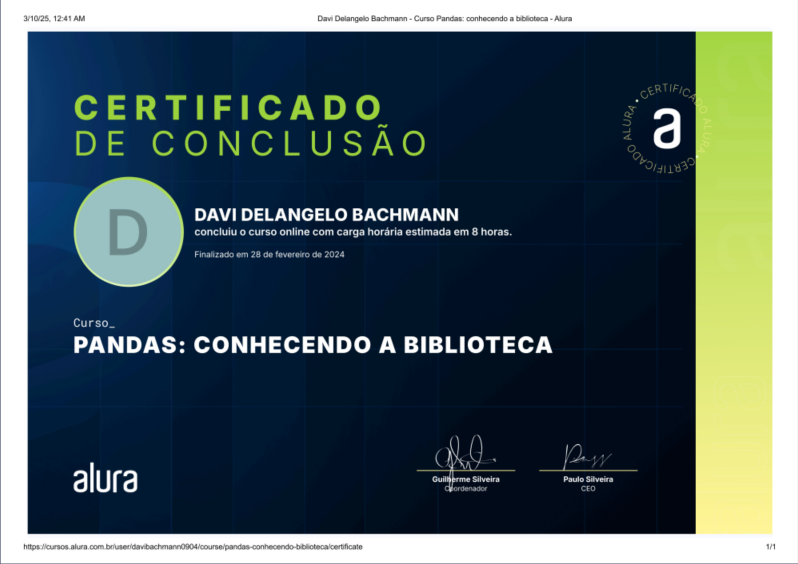 3/10/25, 12:41 AM
Davi Delangelo Bachmann - Curso Pandas: conhecendo a biblioteca - Alura
CERTIFICADO
DE CONCLUSÃO
CERTIFICADO ALURA • CERTIFICADO ALURA •
a
D
DAVI DELANGELO BACHMANN
concluiu o curso online com carga horária estimada em 8 horas.
Finalizado em 28 de fevereiro de 2024
Curso_
PANDAS: CONHECENDO A BIBLIOTECA
alura
Guilherme Silveira
Coordenador
Paulo Silveira
CEO
https://cursos.alura.com.br/user/davibachmann0904/course/pandas-conhecendo-biblioteca/certificate
1/1